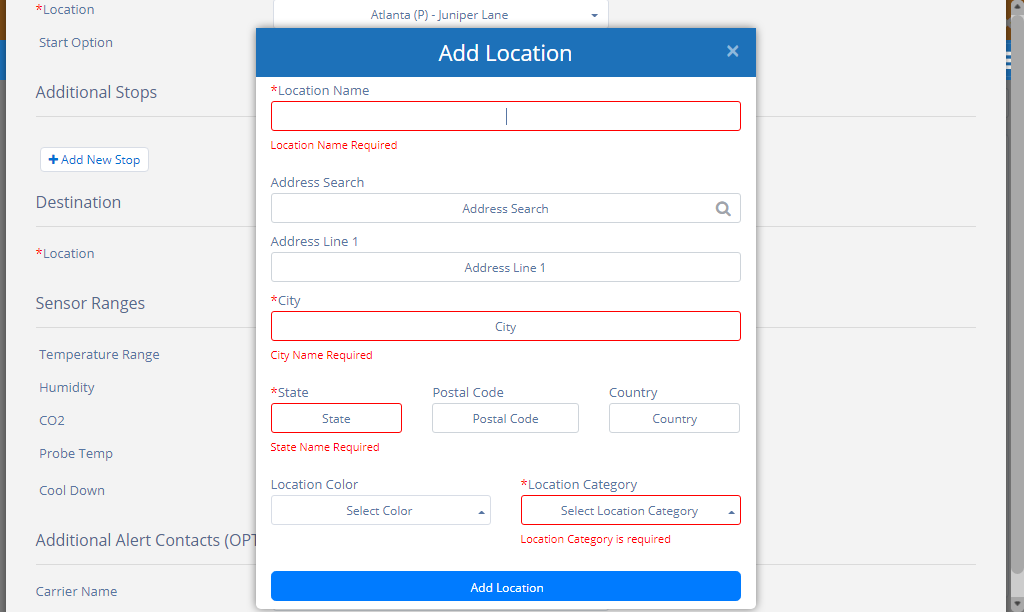 *Location
Atlanta (P) - Juniper Lane
Start Option
Additional Stops
+ Add New Stop
Destination
*Location
Sensor Ranges
Temperature Range
Humidity
CO2
Probe Temp
Cool Down
Additional Alert Contacts (OPT
Carrier Name
Add Location ×
*Location Name
Location Name Required
Address Search
Address Search
Address Line 1
Address Line 1
*City
City
City Name Required
*State Postal Code Country
State Postal Code Country
State Name Required
Location Color *Location Category
Select Color Select Location Category
Location Category is required
Add Location